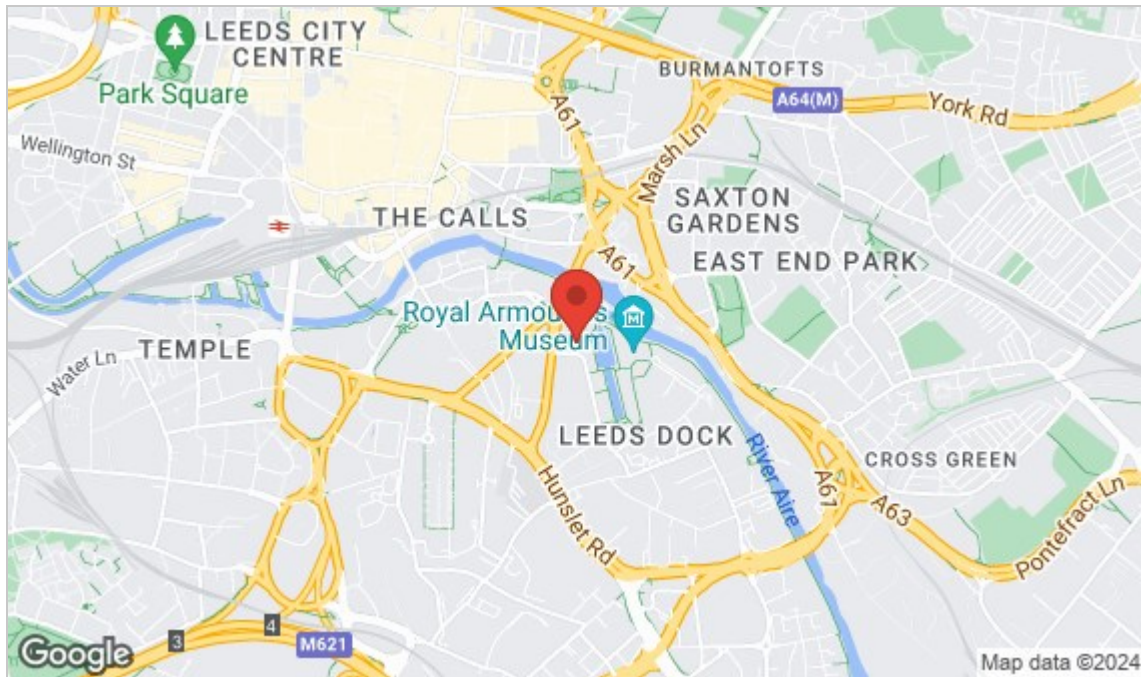 LEEDS CITY
CENTRE
Park Square
BURMANTOFTS
A64(M)
York Rd
A61
Marsh Ln
Wellington St
SAXTON
GARDENS
THE CALLS
A61
EAST END PARK
Royal Armouries
Museum
M
TEMPLE
Water Ln
LEEDS DOCK
River Aire
CROSS GREEN
A61
A63
Pontefract Ln
Hunslet Rd
3
4
M621
Google
Map data ©2024